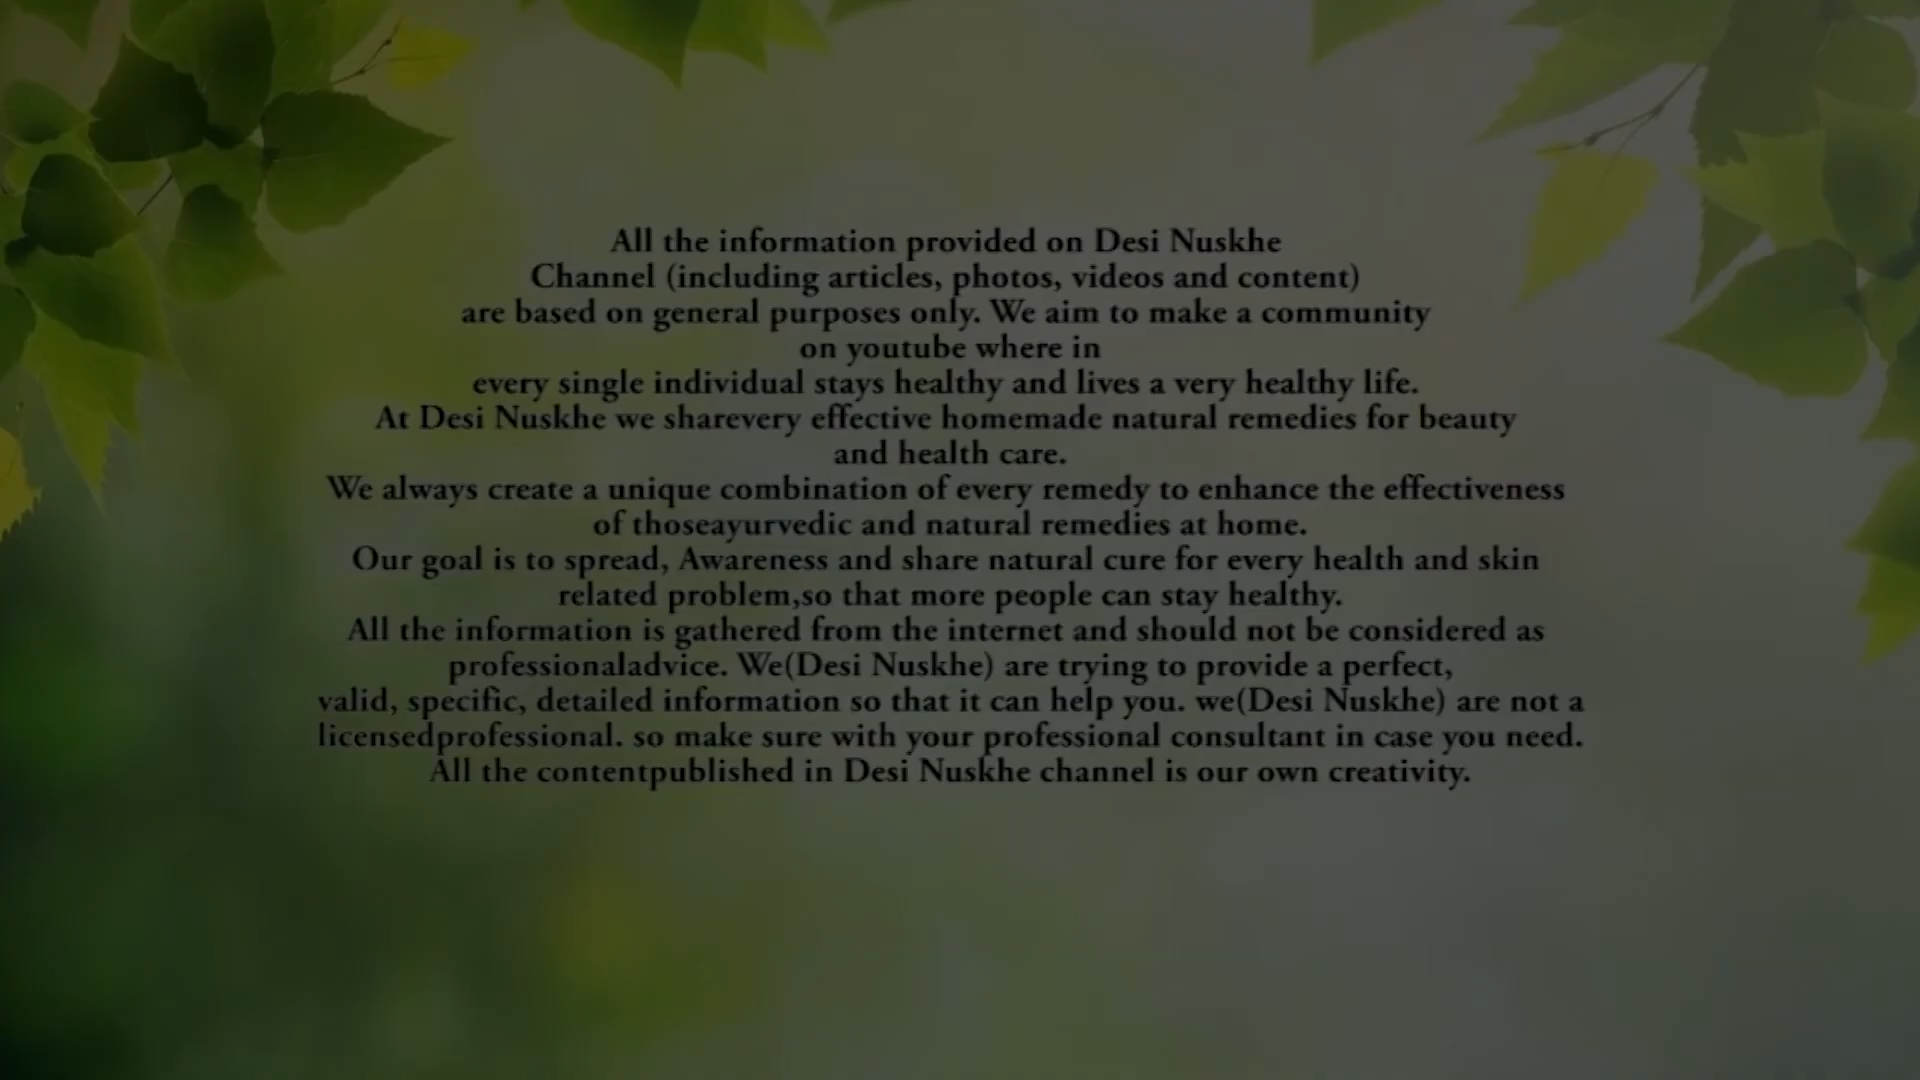 All the information provided on Desi Nuskhe
Channel (including articles, photos, videos and content)
are based on general purposes only. We aim to make a community
on youtube where in
every single individual stays healthy and lives a very healthy life.
At Desi Nuskhe we sharevery effective homemade natural remedies for beauty
and health care.
We always create a unique combination of every remedy to enhance the effectiveness
of thoseayurvedic and natural remedies at home.
Our goal is to spread, Awareness and share natural cure for every health and skin
related problem,so that more people can stay healthy.
All the information is gathered from the internet and should not be considered as
professionaladvice. We(Desi Nuskhe) are trying to provide a perfect,
valid, specific, detailed information so that it can help you. we(Desi Nuskhe) are not a
licensedprofessional. so make sure with your professional consultant in case you need.
All the contentpublished in Desi Nuskhe channel is our own creativity.